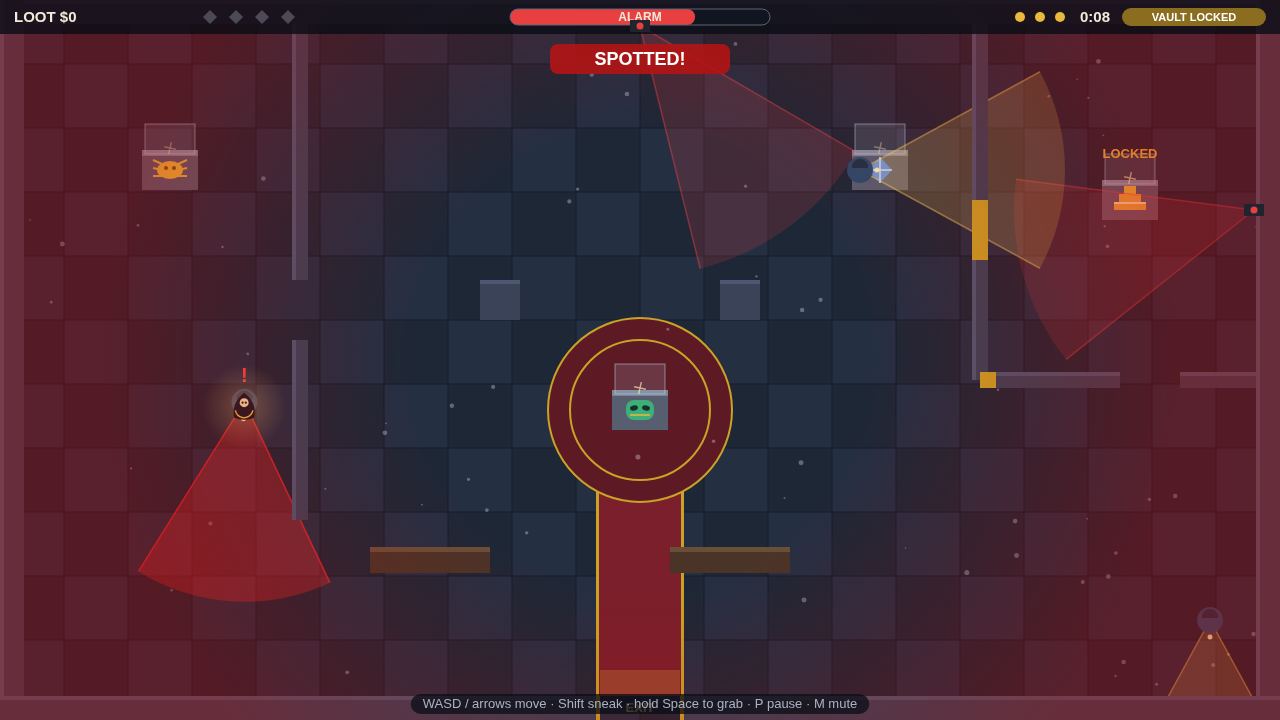 LOOT $0
ALARM
0:08
VAULT LOCKED
SPOTTED!
LOCKED
!
EXIT
WASD / arrows move · Shift sneak · hold Space to grab · P pause · M mute